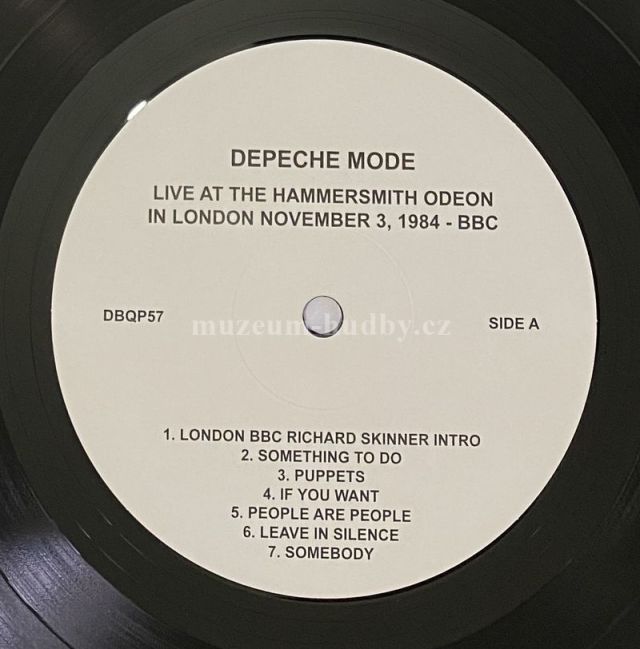 DEPECHE MODE
LIVE AT THE HAMMERSMITH ODEON
IN LONDON NOVEMBER 3, 1984 - BBC
DBQP57
muzeum-hudby.cz
SIDE A
1. LONDON BBC RICHARD SKINNER INTRO
2. SOMETHING TO DO
3. PUPPETS
4. IF YOU WANT
5. PEOPLE ARE PEOPLE
6. LEAVE IN SILENCE
7. SOMEBODY